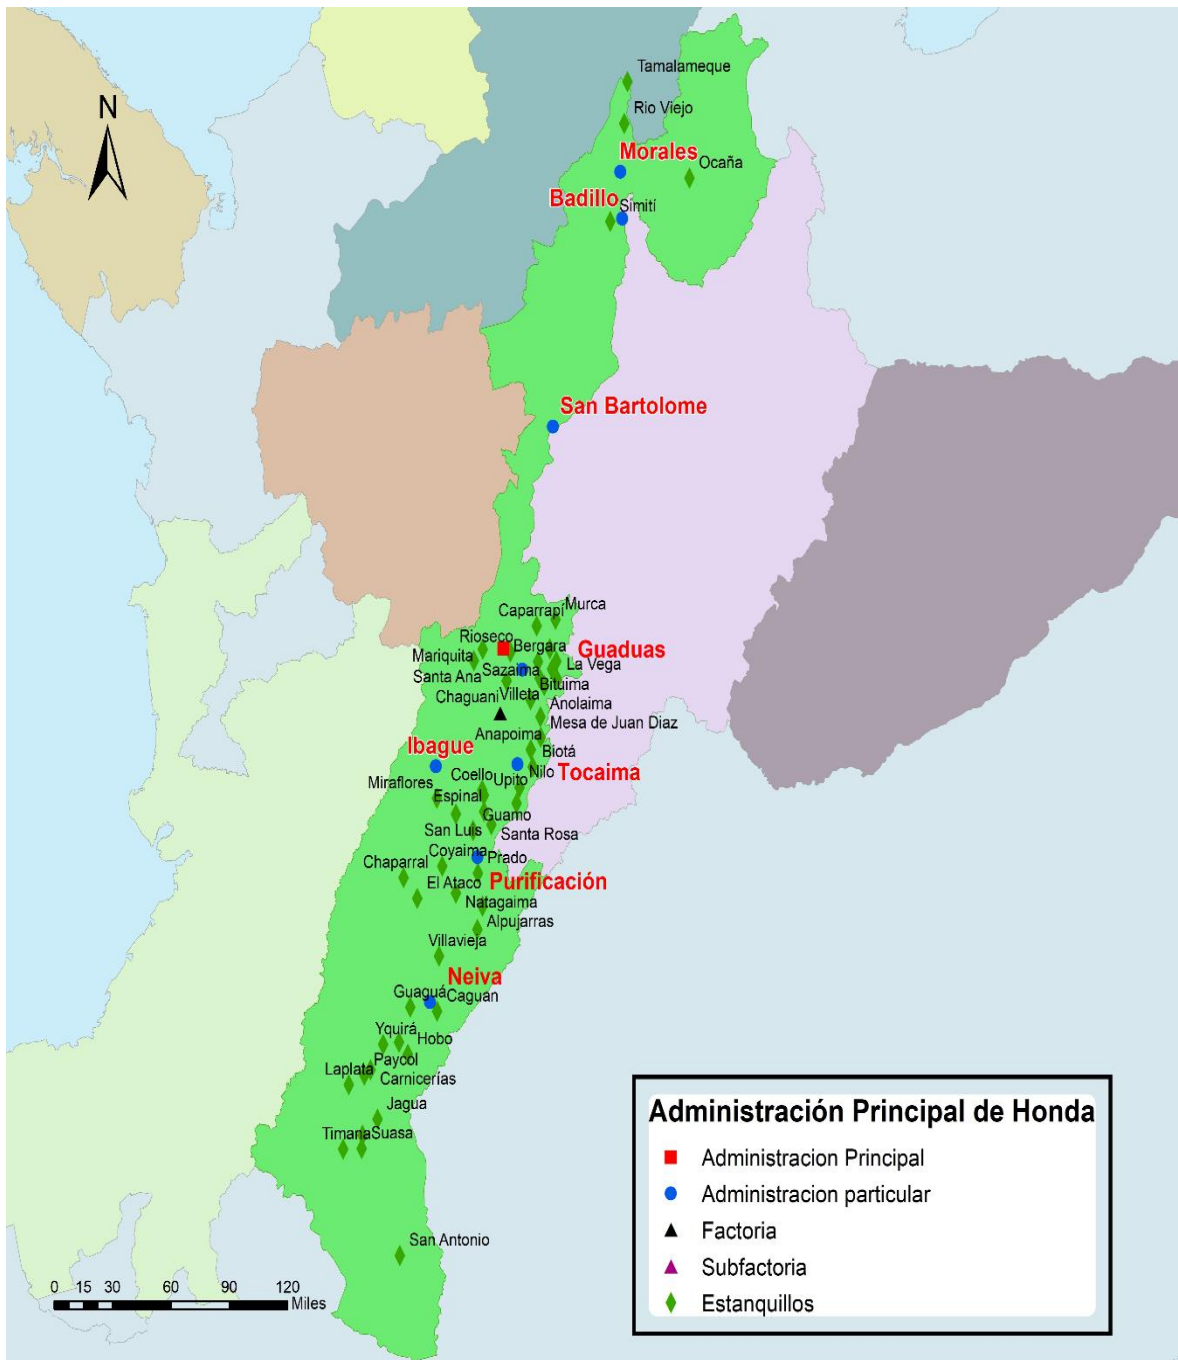 N
Tamalameque
Rio Viejo
Morales
Ocaña
Badillo
Simití
San Bartolome
Murca
Caparrapí
Rioseco
Bergara
Guaduas
Mariquita
La Vega
Santa Ana
Sazaima
Bituima
Chaguani
Villeta
Anolaima
Mesa de Juan Diaz
Anapoima
Ibague
Biotá
Nilo
Tocaima
Miraflores
Coello
Upito
Espinal
Guamo
San Luis
Santa Rosa
Coyaima
Prado
Chaparral
El Ataco
Purificación
Natagaima
Alpujarras
Villavieja
Neiva
Guaguá
Caguan
Yquirá
Hobo
Paycol
Laplata
Carnicerías
Jagua
Timana
Suasa
San Antonio
0 15 30 60 90 120
Miles
Administración Principal de Honda
Administracion Principal
Administracion particular
Factoria
Subfactoria
Estanquillos